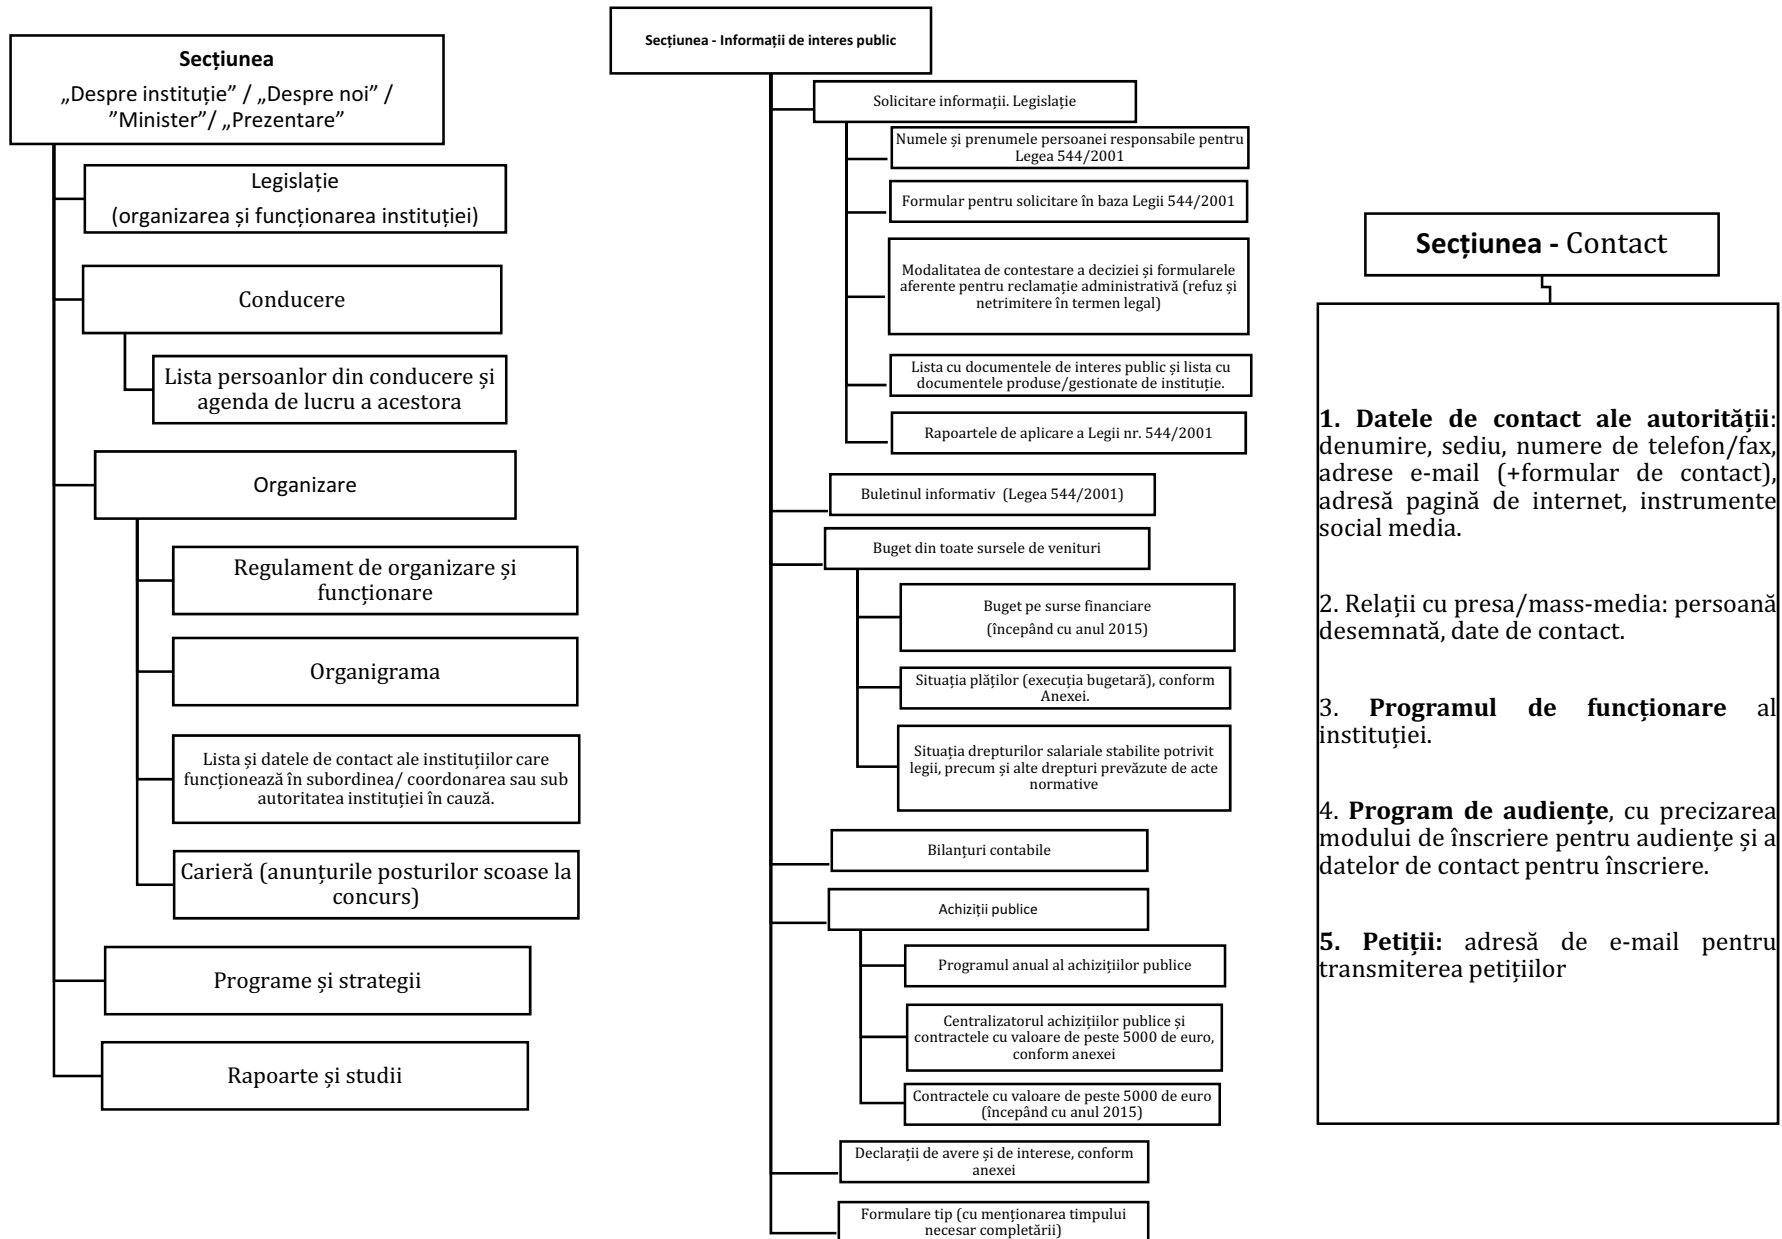 Secțiunea
„Despre instituție” / „Despre noi” /
”Minister”/ „Prezentare”
Legislație
(organizarea și funcționarea instituției)
Conducere
Lista persoanlor din conducere și
agenda de lucru a acestora
Organizare
Regulament de organizare și
funcționare
Organigrama
Lista și datele de contact ale instituțiilor care
funcționează în subordinea/ coordonarea sau sub
autoritatea instituției în cauză.
Carieră (anunțurile posturilor scoase la
concurs)
Programe și strategii
Rapoarte și studii
Secțiunea - Informații de interes public
Solicitare informații. Legislație
Numele și prenumele persoanei responsabile pentru
Legea 544/2001
Formular pentru solicitare în baza Legii 544/2001
Modalitatea de contestare a deciziei și formularele
aferente pentru reclamație administrativă (refuz și
netrimitere în termen legal)
Lista cu documentele de interes public și lista cu
documentele produse/gestionate de instituție.
Rapoartele de aplicare a Legii nr. 544/2001
Buletinul informativ (Legea 544/2001)
Buget din toate sursele de venituri
Buget pe surse financiare
(începând cu anul 2015)
Situația plăților (execuția bugetară), conform
Anexei.
Situația drepturilor salariale stabilite potrivit
legii, precum și alte drepturi prevăzute de acte
normative
Bilanțuri contabile
Achiziții publice
Programul anual al achizițiilor publice
Centralizatorul achizițiilor publice și
contractele cu valoare de peste 5000 de euro,
conform anexei
Contractele cu valoare de peste 5000 de euro
(începând cu anul 2015)
Declarații de avere și de interese, conform
anexei
Formulare tip (cu menționarea timpului
necesar completării)
Secțiunea - Contact
1. Datele de contact ale autorității:
denumire, sediu, numere de telefon/fax,
adrese e-mail (+formular de contact),
adresă pagină de internet, instrumente
social media.
2. Relații cu presa/mass-media: persoană
desemnată, date de contact.
3. Programul de funcționare al
instituției.
4. Program de audiențe, cu precizarea
modului de înscriere pentru audiențe și a
datelor de contact pentru înscriere.
5. Petiții: adresă de e-mail pentru
transmiterea petițiilor